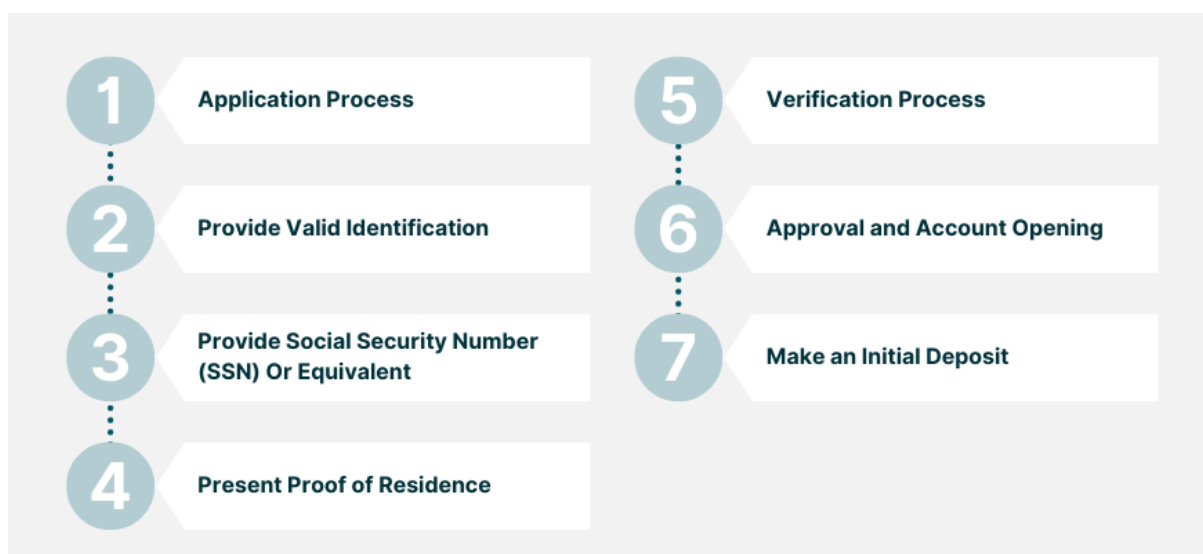 1
Application Process
2
Provide Valid Identification
3
Provide Social Security Number
(SSN) Or Equivalent
4
Present Proof of Residence
5
Verification Process
6
Approval and Account Opening
7
Make an Initial Deposit